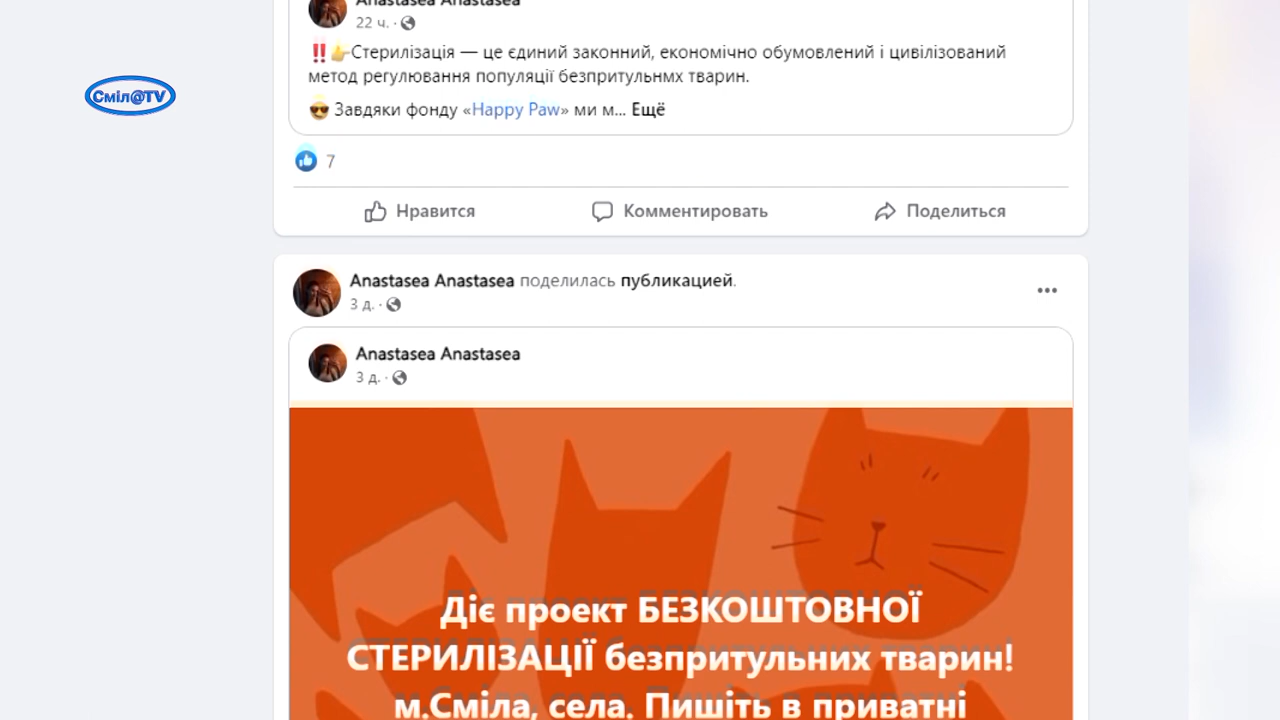 Anastasea Anastasea
22 ч. ·
Сміл@TV
‼️👉Стерилізація — це єдиний законний, економічно обумовлений і цивілізований
метод регулювання популяції безпритульнмх тварин.
😎 Завдяки фонду «Happy Paw» ми м... Ещё
7
Нравится Комментировать Поделиться
Anastasea Anastasea поделилась публикацией.
3 д. ·
Anastasea Anastasea
3 д. ·
Діє проект БЕЗКОШТОВНОЇ
СТЕРИЛІЗАЦІЇ безпритульних тварин!
м.Сміла, села. Пишіть в приватні